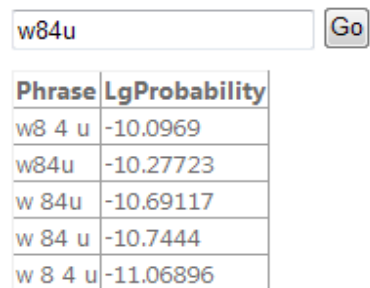 w84u Go
Phrase LgProbability
w8 4 u -10.0969
w84u -10.27723
w 84u -10.69117
w 84 u -10.7444
w 8 4 u -11.06896